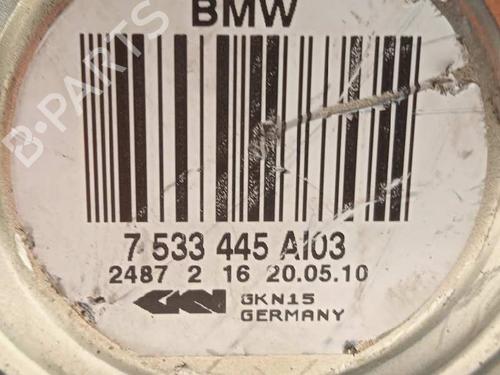 BMW
B-PARTS
7 533 445 AI03
2487 2 16 20.05.10
GKN
GKN15
GERMANY